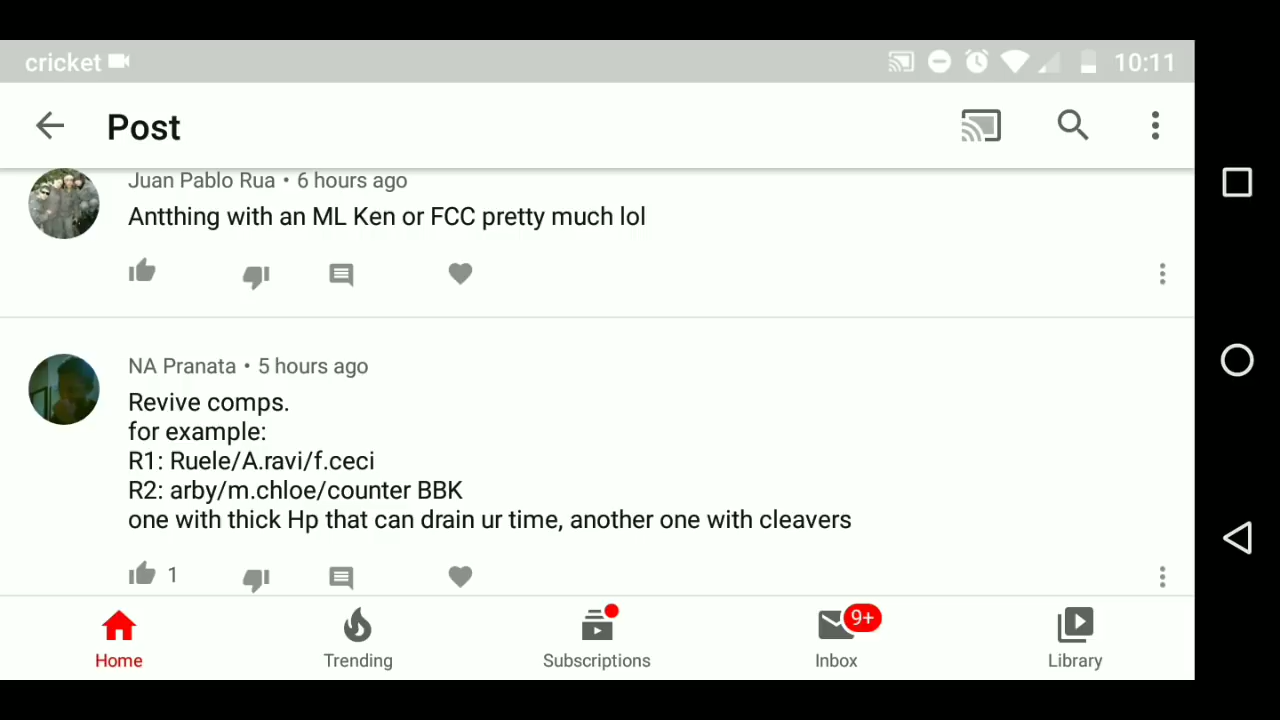 cricket 10:11
Post
Juan Pablo Rua • 6 hours ago
Antthing with an ML Ken or FCC pretty much lol
NA Pranata • 5 hours ago
Revive comps.
for example:
R1: Ruele/A.ravi/f.ceci
R2: arby/m.chloe/counter BBK
one with thick Hp that can drain ur time, another one with cleavers
1
9+
Home Trending Subscriptions Inbox Library